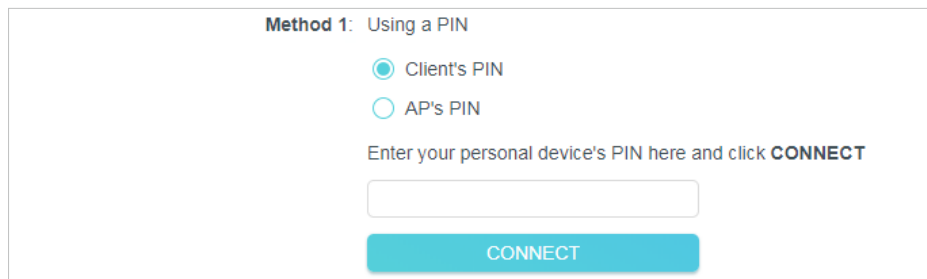 Method 1: Using a PIN
Client's PIN
AP's PIN
Enter your personal device's PIN here and click CONNECT
CONNECT